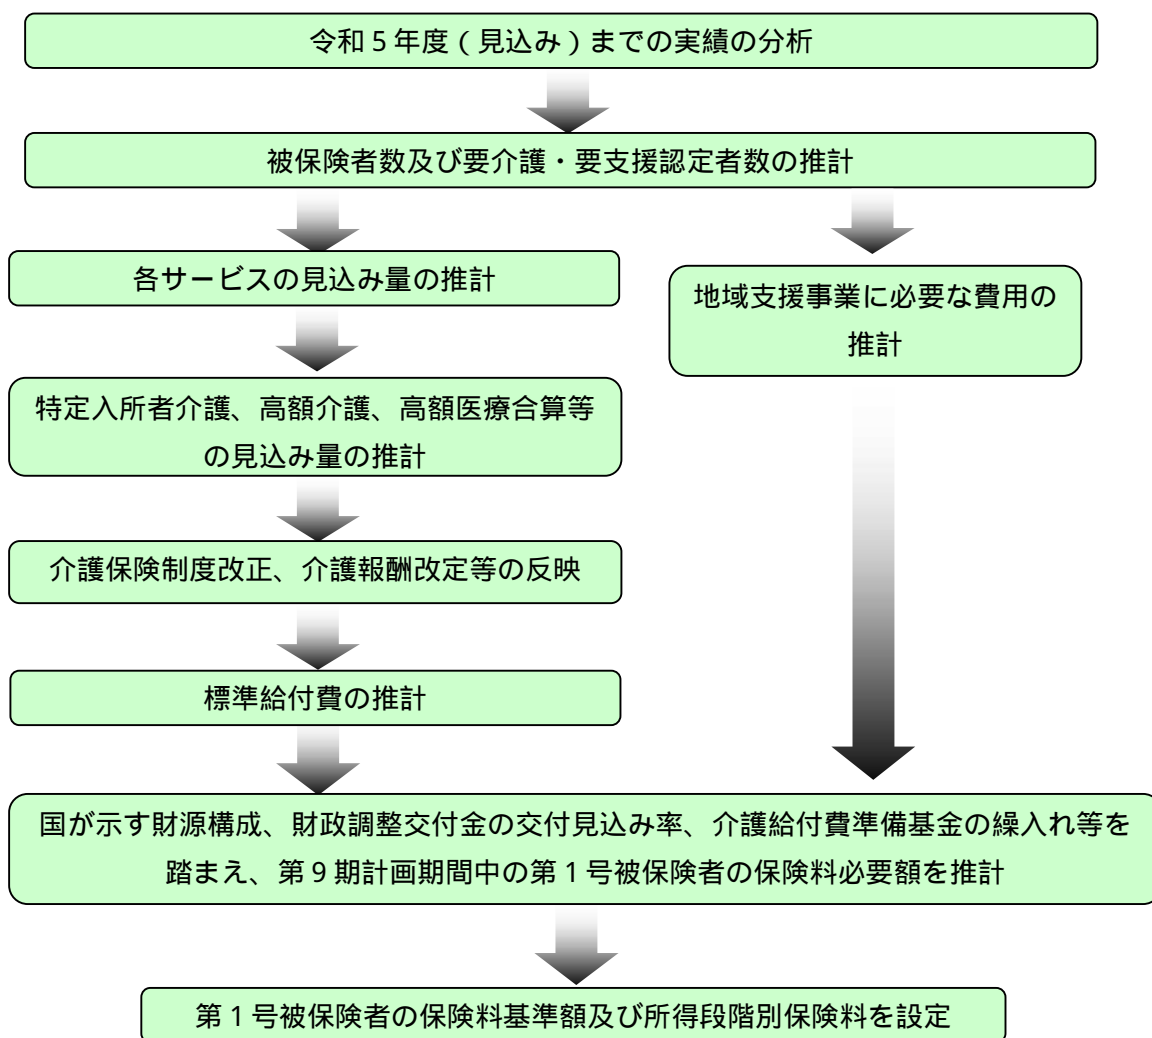 令和５年度（見込み）までの実績の分析
被保険者数及び要介護・要支援認定者数の推計
各サービスの見込み量の推計
地域支援事業に必要な費用の
推計
特定入所者介護、高額介護、高額医療合算等
の見込み量の推計
介護保険制度改正、介護報酬改定等の反映
標準給付費の推計
国が示す財源構成、財政調整交付金の交付見込み率、介護給付費準備基金の繰入れ等を
踏まえ、第９期計画期間中の第１号被保険者の保険料必要額を推計
第１号被保険者の保険料基準額及び所得段階別保険料を設定